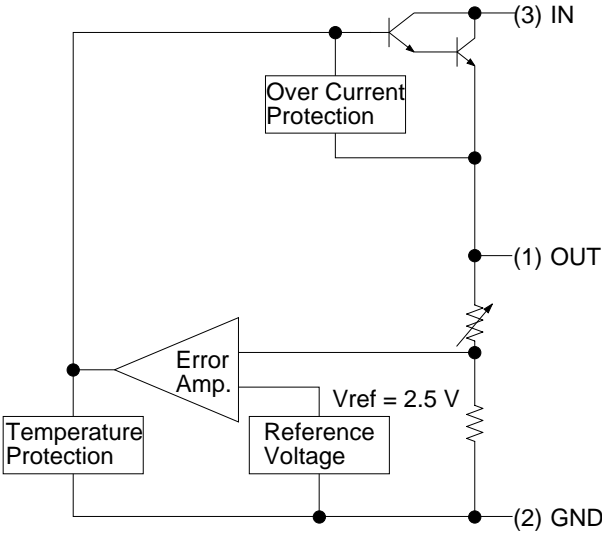 (3) IN
Over Current
Protection
(1) OUT
Error
Amp.
Vref = 2.5 V
Temperature
Protection
Reference
Voltage
(2) GND